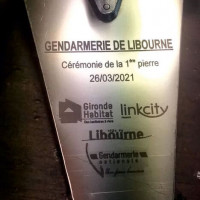 GENDARMERIE DE LIBOURNE
Cérémonie de la 1ère pierre
26/03/2021
Gironde
Habitat
linkcity
Libourne
Gendarmerie
nationale